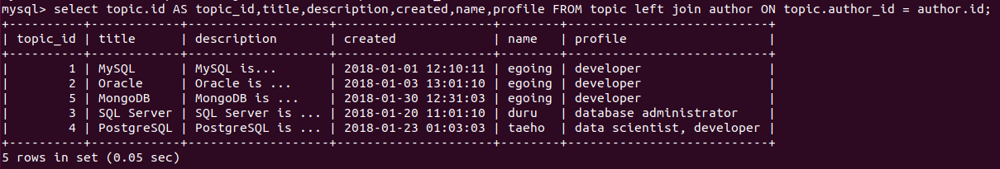 mysql> select topic.id AS topic_id,title,description,created,name,profile FROM topic left join author ON topic.author_id = author.id;
+----------+------------+------------------+---------------------+--------+---------------------------+
| topic_id | title      | description      | created             | name   | profile                   |
+----------+------------+------------------+---------------------+--------+---------------------------+
|        1 | MySQL      | MySQL is...      | 2018-01-01 12:10:11 | egoing | developer                 |
|        2 | Oracle     | Oracle is ...    | 2018-01-03 13:01:10 | egoing | developer                 |
|        5 | MongoDB    | MongoDB is ...   | 2018-01-30 12:31:03 | egoing | developer                 |
|        3 | SQL Server | SQL Server is ... | 2018-01-20 11:01:10 | duru   | database administrator    |
|        4 | PostgreSQL | PostgreSQL is ... | 2018-01-23 01:03:03 | taeho  | data scientist, developer |
+----------+------------+------------------+---------------------+--------+---------------------------+
5 rows in set (0.05 sec)